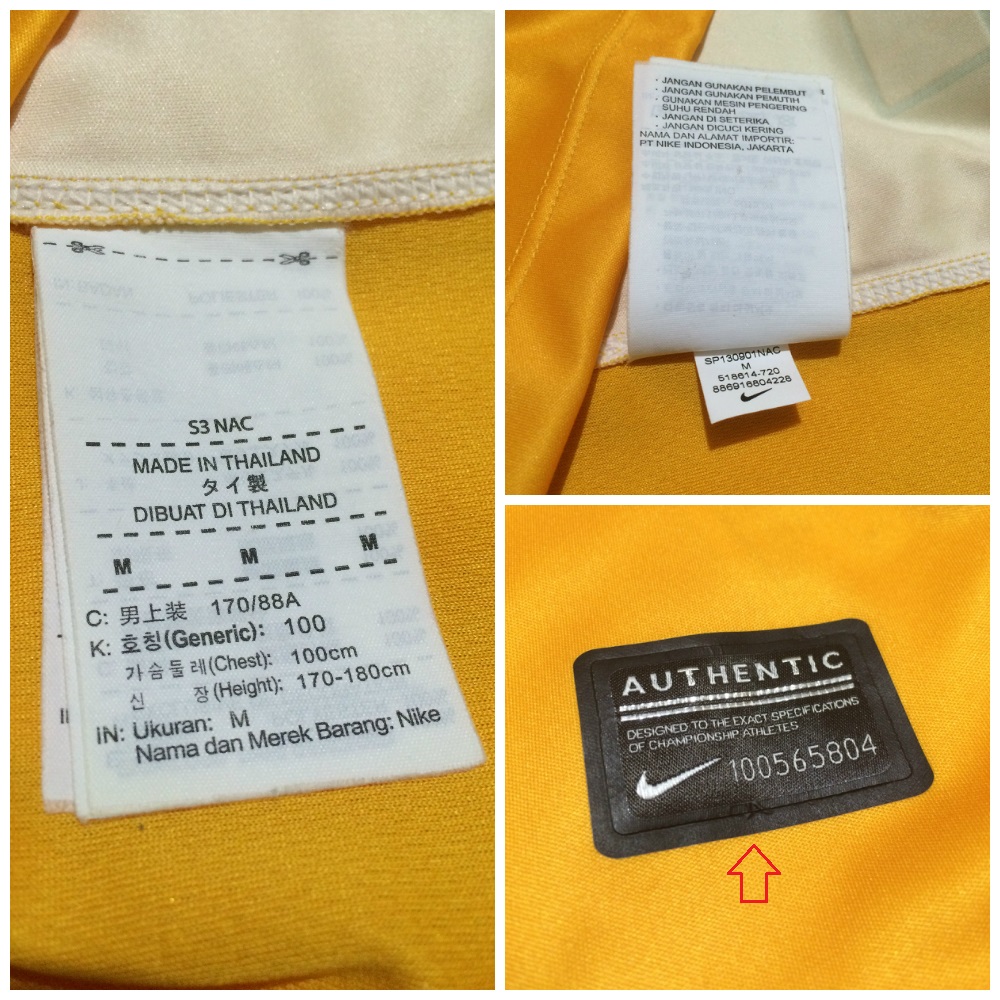 S3 NAC
MADE IN THAILAND
タイ製
DIBUAT DI THAILAND
M M M
C: 男上装 170/88A
K: 호칭(Generic): 100
가슴둘레(Chest): 100cm
신 장(Height): 170-180cm
IN: Ukuran: M
Nama dan Merek Barang: Nike
· JANGAN GUNAKAN PELEMBUT
· JANGAN GUNAKAN PEMUTIH
· GUNAKAN MESIN PENGERING
SUHU RENDAH
· JANGAN DI SETERIKA
· JANGAN DICUCI KERING
NAMA DAN ALAMAT IMPORTIR:
PT NIKE INDONESIA, JAKARTA
SP130901NAC
M
518614-720
886916804228
AUTHENTIC
DESIGNED TO THE EXACT SPECIFICATIONS
OF CHAMPIONSHIP ATHLETES
100565804